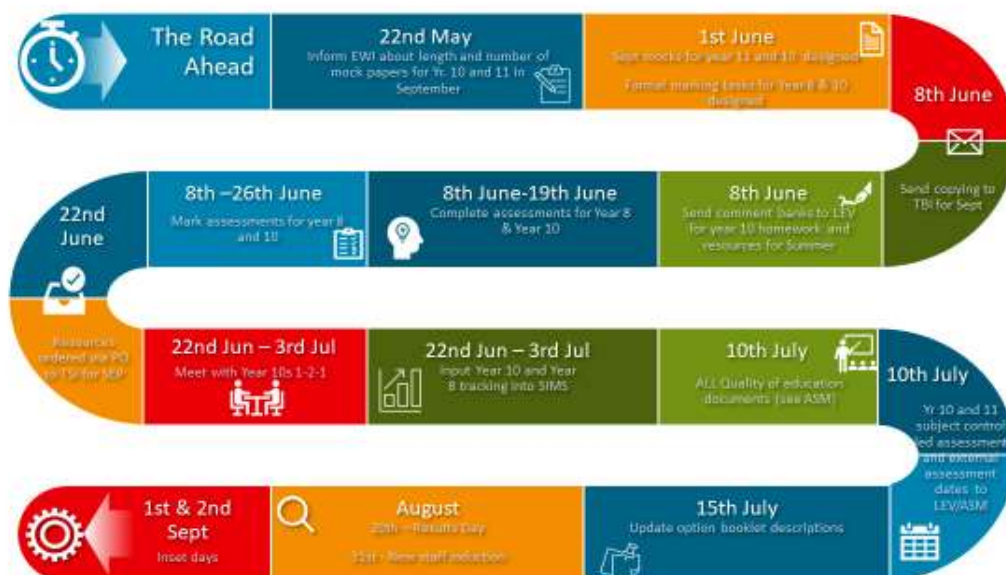 The Road
Ahead
22nd May
Inform EWI about length and number of
mock papers for Yr. 10 and 11 in
September
1st June
Sept mocks for year 11 and 10 designed
Formal marking tasks for Year 8 & 10
designed
8th June
Send copying to
TBI for Sept
8th June
Send comment banks to LEV
for year 10 homework and
resources for Summer
8th June-19th June
Complete assessments for Year 8
& Year 10
8th –26th June
Mark assessments for year 8
and 10
22nd
June
Resources
ordered via PO
to TSI for SEP
22nd Jun – 3rd Jul
Meet with Year 10s 1-2-1
22nd Jun – 3rd Jul
Input Year 10 and Year
8 tracking into SIMS
10th July
ALL Quality of education
documents (see ASM)
10th July
Yr 10 and 11
subject control
led assessment
and external
assessment
dates to
LEV/ASM
15th July
Update option booklet descriptions
August
20th – Results Day
- New staff induction
1st & 2nd
Sept
Inset days